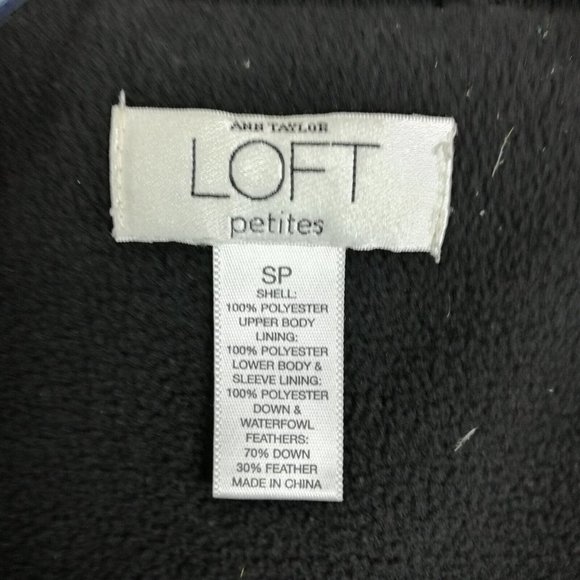 ANN TAYLOR
LOFT
petites
SP
SHELL:
100% POLYESTER
UPPER BODY
LINING:
100% POLYESTER
LOWER BODY &
SLEEVE LINING:
100% POLYESTER
DOWN &
WATERFOWL
FEATHERS:
70% DOWN
30% FEATHER
MADE IN CHINA